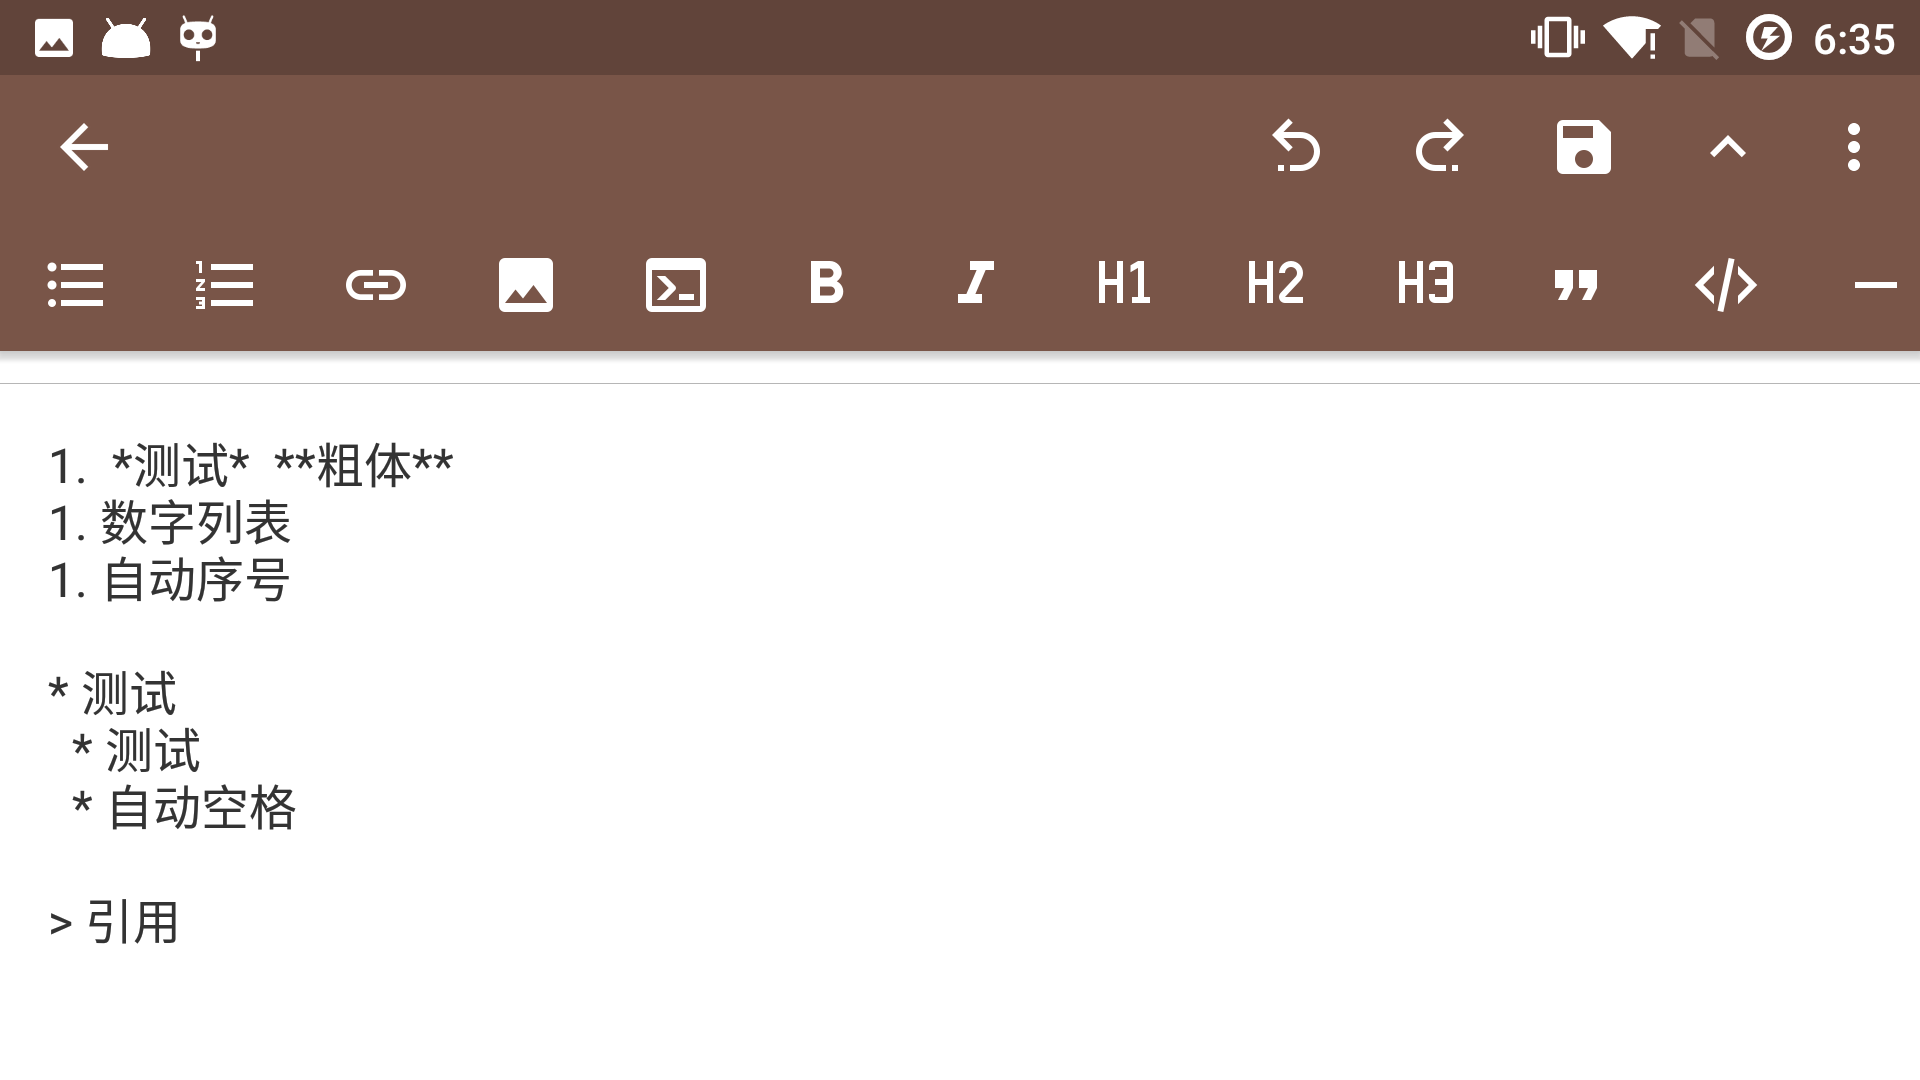 6:35
H1 H2 H3
1.  *测试*  **粗体**
1. 数字列表
1. 自动序号
* 测试
  * 测试
  * 自动空格
> 引用